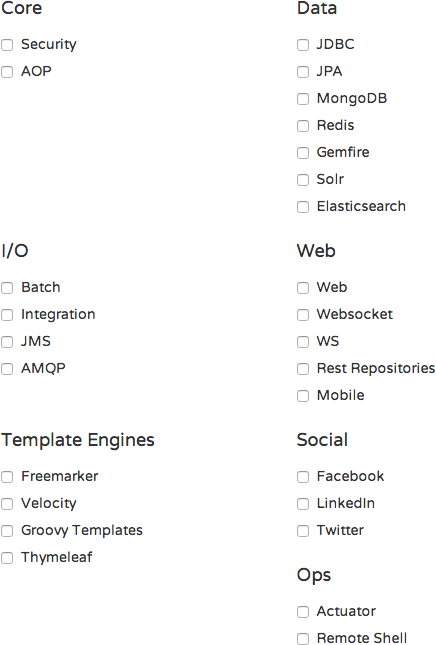 Core
Security
AOP
Data
JDBC
JPA
MongoDB
Redis
Gemfire
Solr
Elasticsearch
I/O
Batch
Integration
JMS
AMQP
Web
Web
Websocket
WS
Rest Repositories
Mobile
Template Engines
Freemarker
Velocity
Groovy Templates
Thymeleaf
Social
Facebook
LinkedIn
Twitter
Ops
Actuator
Remote Shell